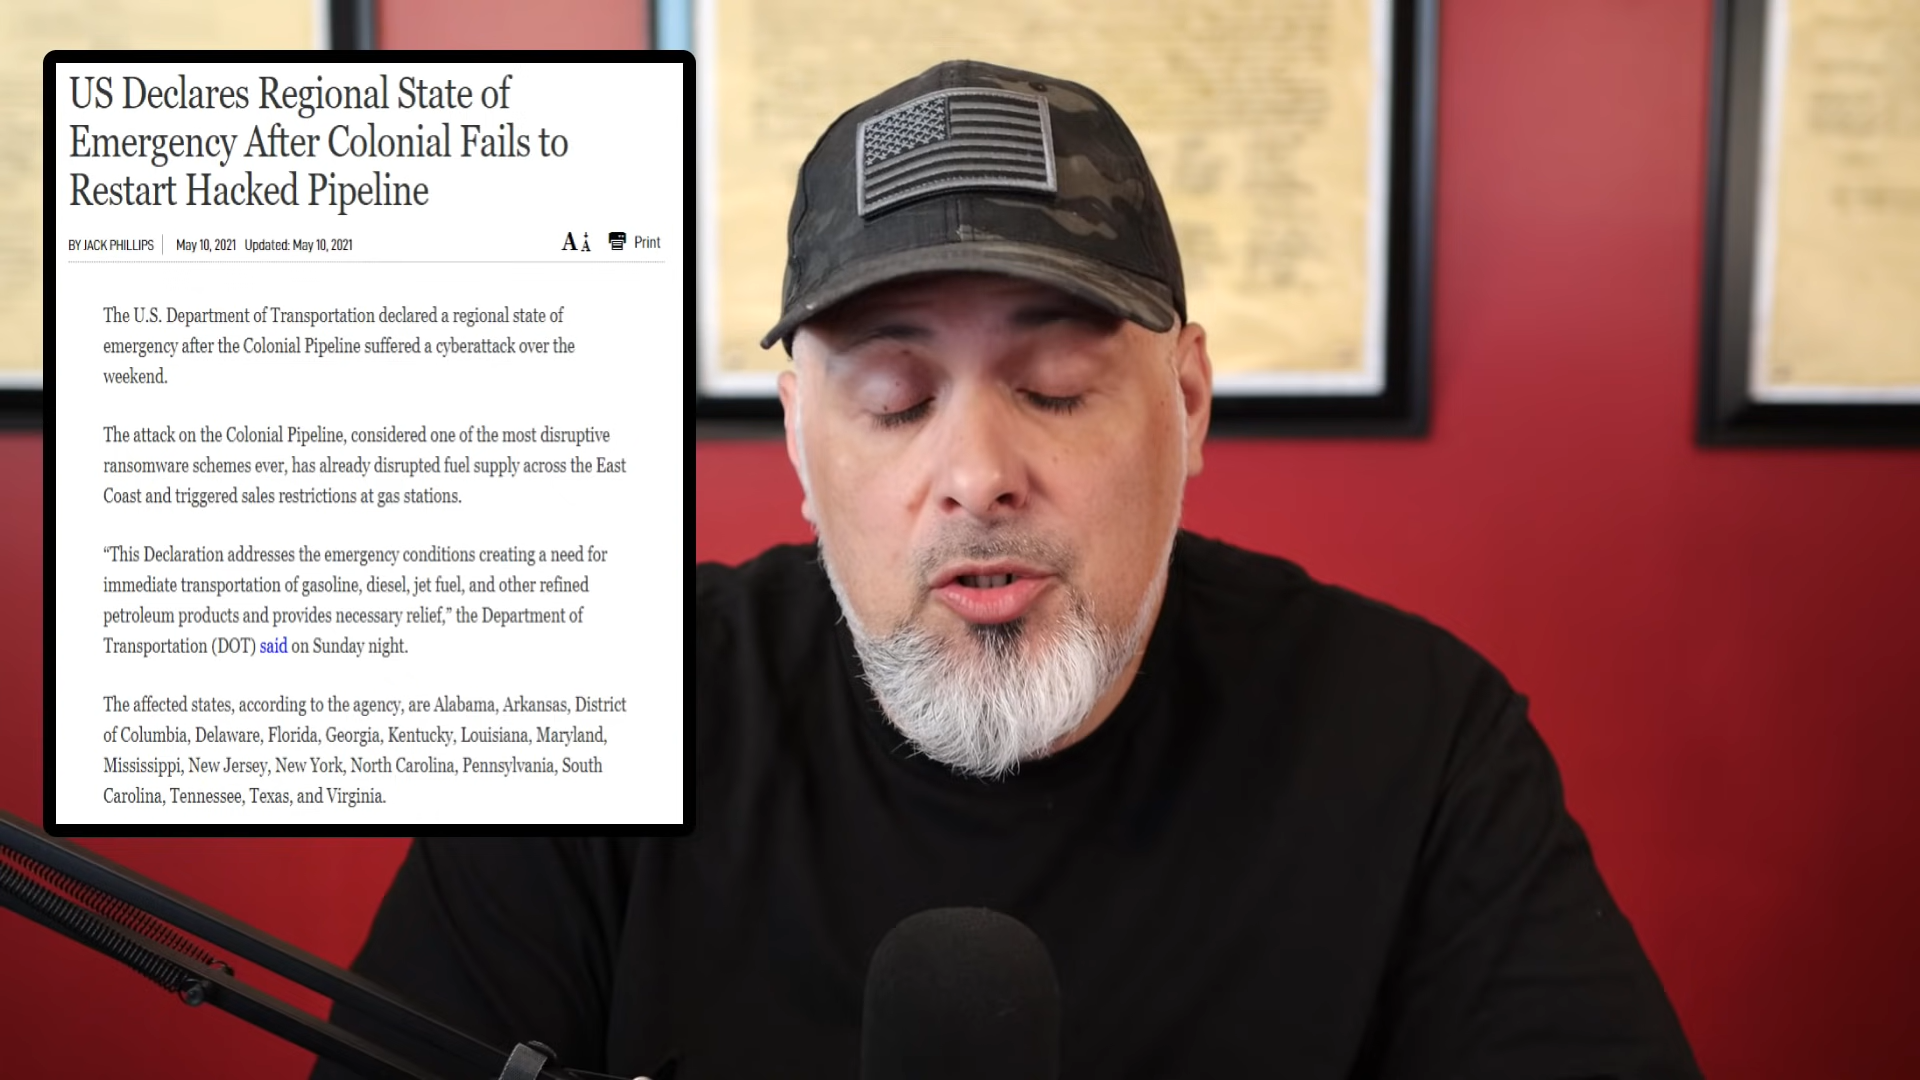 US Declares Regional State of
Emergency After Colonial Fails to
Restart Hacked Pipeline
BY JACK PHILLIPS May 10, 2021 Updated: May 10, 2021 AA Print
The U.S. Department of Transportation declared a regional state of
emergency after the Colonial Pipeline suffered a cyberattack over the
weekend.
The attack on the Colonial Pipeline, considered one of the most disruptive
ransomware schemes ever, has already disrupted fuel supply across the East
Coast and triggered sales restrictions at gas stations.
“This Declaration addresses the emergency conditions creating a need for
immediate transportation of gasoline, diesel, jet fuel, and other refined
petroleum products and provides necessary relief,” the Department of
Transportation (DOT) said on Sunday night.
The affected states, according to the agency, are Alabama, Arkansas, District
of Columbia, Delaware, Florida, Georgia, Kentucky, Louisiana, Maryland,
Mississippi, New Jersey, New York, North Carolina, Pennsylvania, South
Carolina, Tennessee, Texas, and Virginia.